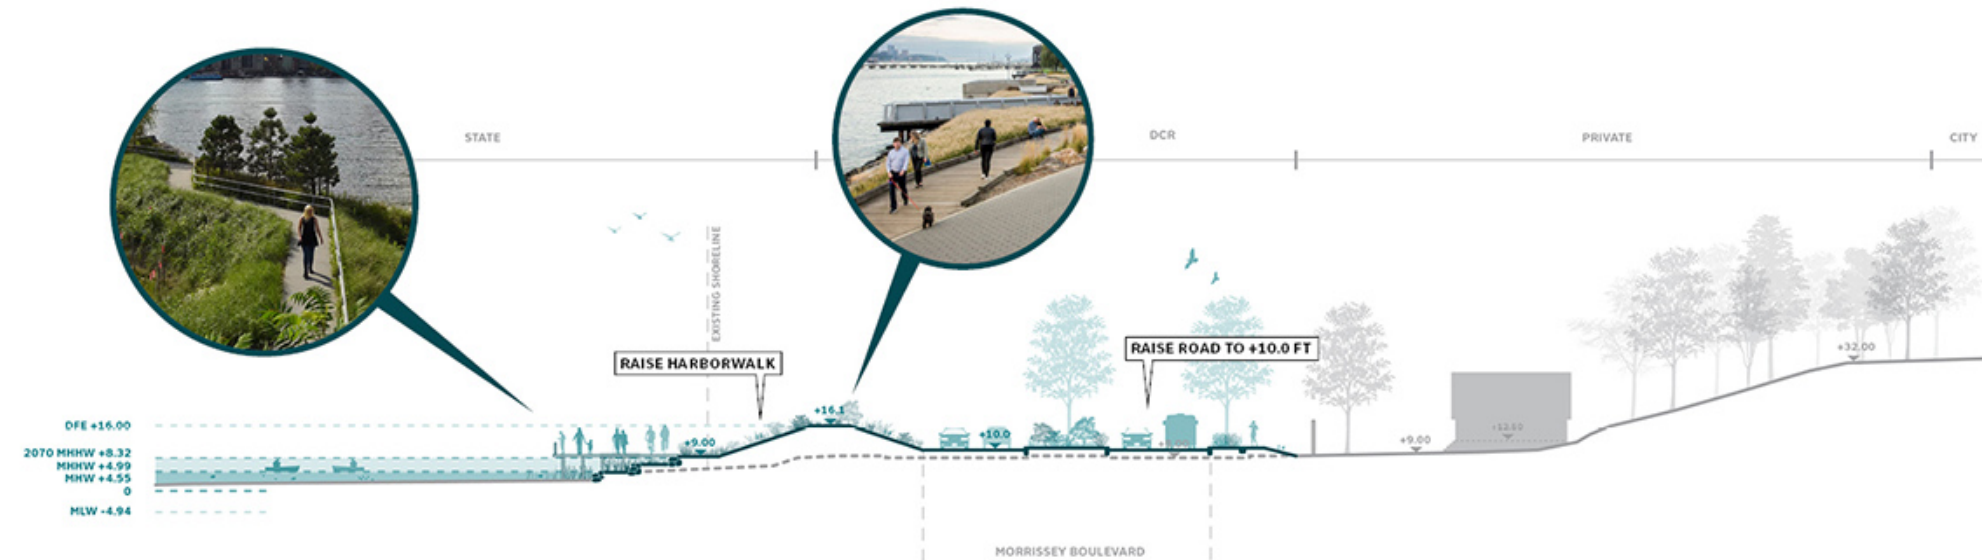 STATE
DCR
PRIVATE
CITY
EXISTING SHORELINE
RAISE HARBORWALK
RAISE ROAD TO +10.0 FT
+32.00
+16.1
DFE +16.00
+9.00
+10.0
+9.00
+12.00
2070 MHHW +8.32
MHHW +4.99
MHW +4.55
0
MLW -4.94
MORRISSEY BOULEVARD